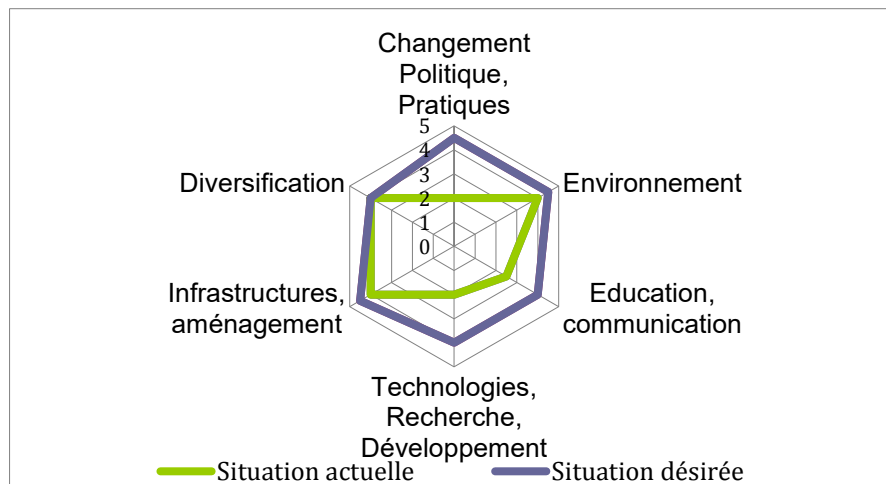 Changement
Politique,
Pratiques
5
4
3
2
1
0
Diversification
Environnement
Infrastructures,
aménagement
Education,
communication
Technologies,
Recherche,
Développement
Situation actuelle
Situation désirée